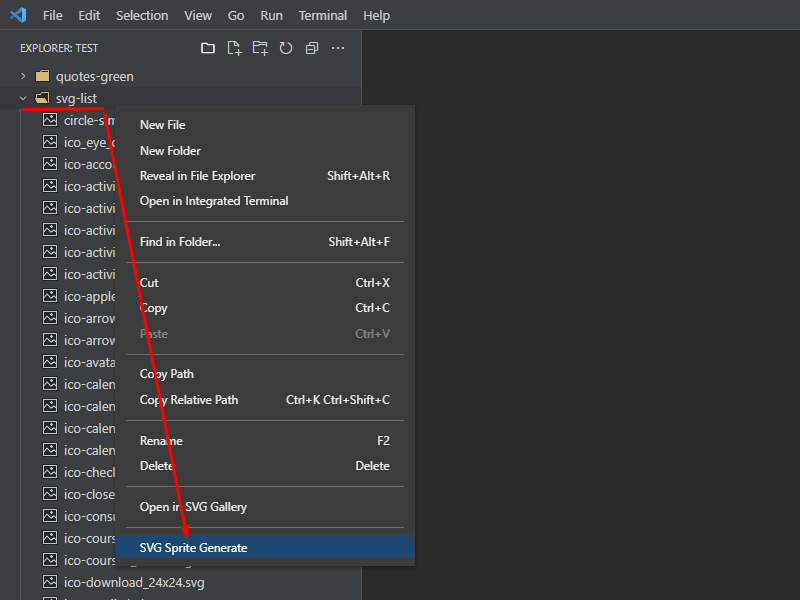 File Edit Selection View Go Run Terminal Help
EXPLORER: TEST
quotes-green
svg-list
circle-sm
New File
ico_eye_
New Folder
ico-acco
Reveal in File Explorer Shift+Alt+R
ico-activi
Open in Integrated Terminal
ico-activi
ico-activi
Find in Folder... Shift+Alt+F
ico-activi
ico-activi
Cut Ctrl+X
ico-apple
Copy Ctrl+C
ico-arrow
Paste Ctrl+V
ico-arrow
ico-avata
Copy Path
ico-calen
Copy Relative Path Ctrl+K Ctrl+Shift+C
ico-calen
ico-calen
Rename F2
ico-calen
Delete Delete
ico-check
ico-close
Open in SVG Gallery
ico-consu
ico-cours
SVG Sprite Generate
ico-cours
ico-download_24x24.svg